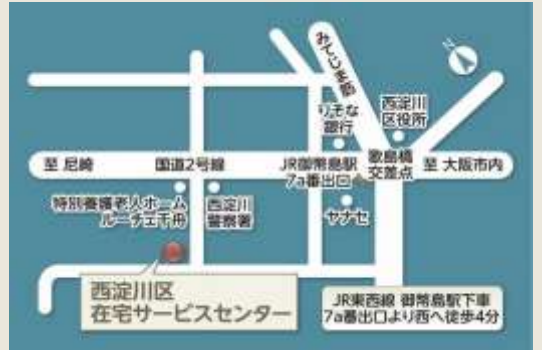 みてじま筋
N
りそな
銀行
西淀川
区役所
至 尼崎
国道2号線
JR御幣島駅
7a番出口
歌島橋
交差点
至 大阪市内
特別養護老人ホーム
ルーチェ千舟
西淀川
警察署
ヤナセ
西淀川区
在宅サービスセンター
JR東西線 御幣島駅下車
7a番出口より西へ徒歩4分